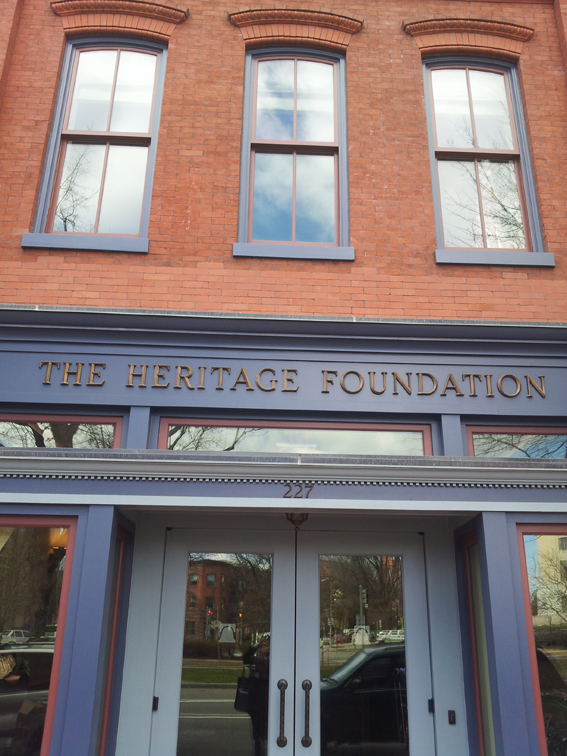 THE HERITAGE FOUNDATION
227